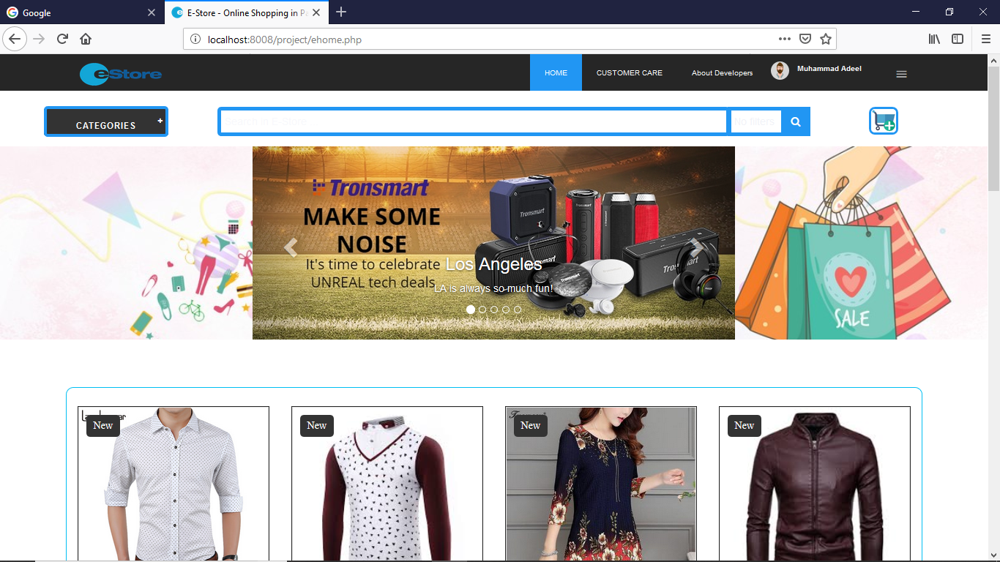 Google
E-Store - Online Shopping in Pa
localhost:8008/project/ehome.php
eStore
HOME
CUSTOMER CARE
About Developers
Muhammad Adeel
CATEGORIES
+
Search in E-Store
No filters
Tronsmart
MAKE SOME
NOISE
It's time to celebrate
UNREAL tech deals
Los Angeles
LA is always so much fun!
Tronsmart
Tronsmart
SALE
New
New
New
New